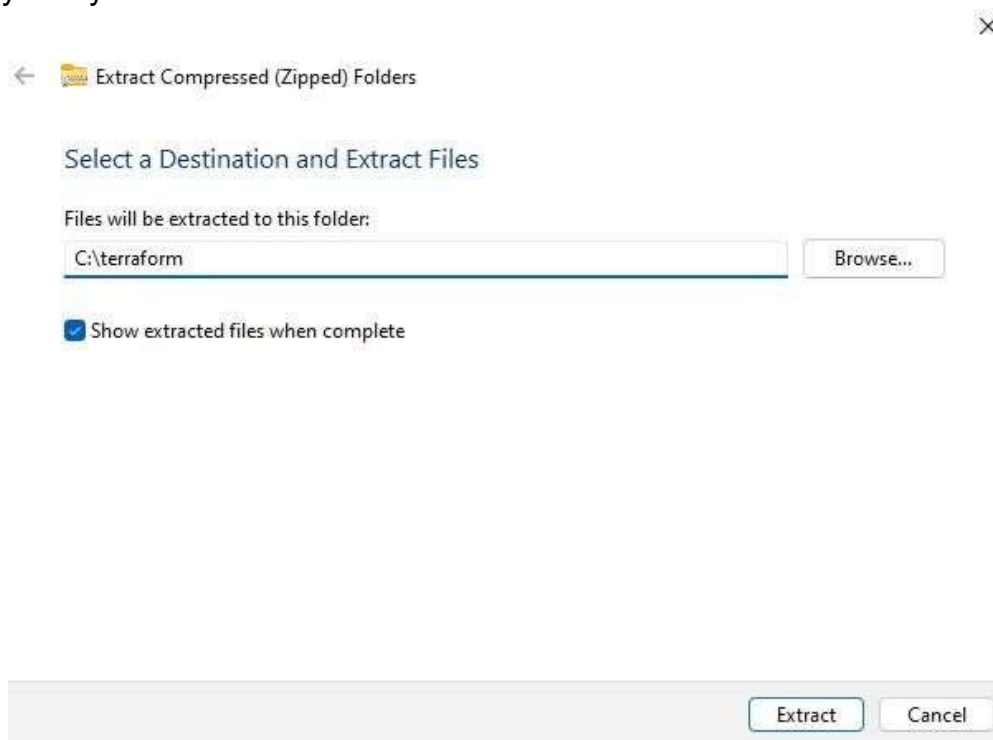 Extract Compressed (Zipped) Folders
Select a Destination and Extract Files
Files will be extracted to this folder:
C:\terraform
Browse...
Show extracted files when complete
Extract
Cancel